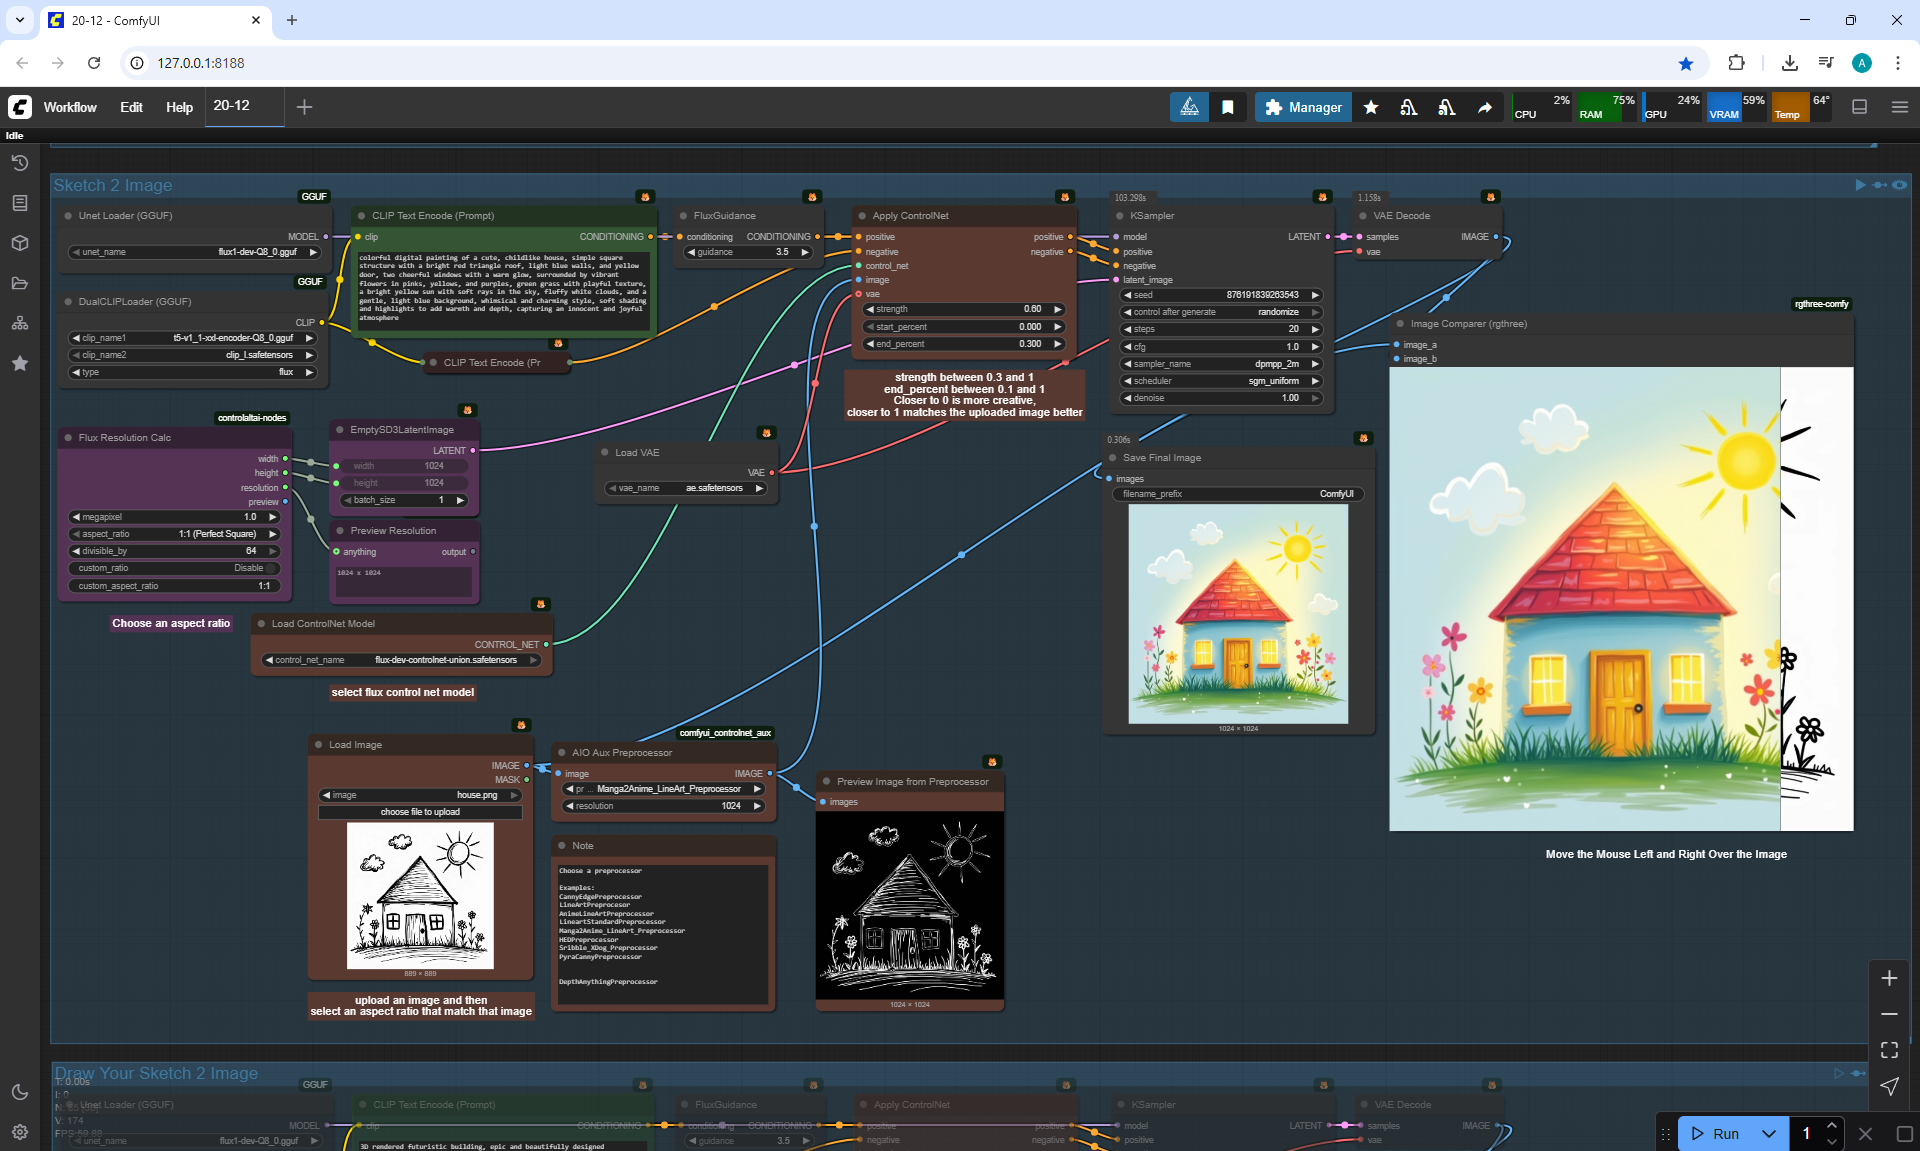 20-12 - ComfyUI
127.0.0.1:8188
A
Workflow
Edit
Help
20-12
Manager
CPU 2%
RAM 75%
GPU 24%
VRAM 59%
Temp 64°
Idle
Sketch 2 Image
GGUF
Unet Loader (GGUF)
MODEL
unet_name flux1-dev-Q8_0.gguf
GGUF
DualCLIPLoader (GGUF)
CLIP
clip_name1 t5-v1_1-xxl-encoder-Q8_0.gguf
clip_name2 clip_l.safetensors
type flux
CLIP Text Encode (Prompt)
clip CONDITIONING
colorful digital painting of a cute, childlike house, simple square
structure with a bright red triangle roof, light blue walls, and yellow
door, two cheerful windows with a warm glow, surrounded by vibrant
flowers in pinks, yellows, and purples, green grass with playful texture,
a bright yellow sun with soft rays in the sky, fluffy white clouds, and a
gentle, light blue background, whimsical and charming style, soft shading
and highlights to add warmth and depth, capturing an innocent and joyful
atmosphere
CLIP Text Encode (Pr
FluxGuidance
conditioning CONDITIONING
guidance 3.5
Apply ControlNet
positive positive
negative negative
control_net
image
vae
strength 0.60
start_percent 0.000
end_percent 0.300
strength between 0.3 and 1
end_percent between 0.1 and 1
Closer to 0 is more creative,
closer to 1 matches the uploaded image better
103.298s
KSampler
model LATENT
positive
negative
latent_image
seed 876191839263543
control after generate randomize
steps 20
cfg 1.0
sampler_name dpmpp_2m
scheduler sgm_uniform
denoise 1.00
1.158s
VAE Decode
samples IMAGE
vae
rgthree-comfy
Image Comparer (rgthree)
image_a
image_b
Move the Mouse Left and Right Over the Image
controlaltai-nodes
Flux Resolution Calc
width
height
resolution
preview
megapixel 1.0
aspect_ratio 1:1 (Perfect Square)
divisible_by 64
custom_ratio Disable
custom_aspect_ratio 1:1
Choose an aspect ratio
EmptySD3LatentImage
LATENT
width 1024
height 1024
batch_size 1
Preview Resolution
anything output
1024 x 1024
Load VAE
VAE
vae_name ae.safetensors
0.306s
Save Final Image
images
filename_prefix ComfyUI
1024 × 1024
Load ControlNet Model
CONTROL_NET
control_net_name flux-dev-controlnet-union.safetensors
select flux control net model
Load Image
IMAGE
MASK
image house.png
choose file to upload
889 × 889
upload an image and then
select an aspect ratio that match that image
comfyui_controlnet_aux
AIO Aux Preprocessor
image IMAGE
pr ... Manga2Anime_LineArt_Preprocessor
resolution 1024
Note
Choose a preprocessor
Examples:
CannyEdgePreprocessor
LineArtPreprocesor
AnimeLineArtPreprocessor
LineartStandardPreprocessor
Manga2Anime_LineArt_Preprocessor
HEDPreprocessor
Sribble_XDog_Preprocessor
PyraCannyPreprocessor
DepthAnythingPreprocessor
Preview Image from Preprocessor
images
1024 × 1024
Draw Your Sketch 2 Image
T: 0.00s
I: 0
V: 174
GGUF
Unet Loader (GGUF)
MODEL
unet_name flux1-dev-Q8_0.gguf
CLIP Text Encode (Prompt)
clip CONDITIONING
3D rendered futuristic building, epic and beautifully designed
FluxGuidance
conditioning CONDITIONING
guidance 3.5
Apply ControlNet
positive positive
negative negative
KSampler
model LATENT
positive
VAE Decode
samples IMAGE
vae
Run
1